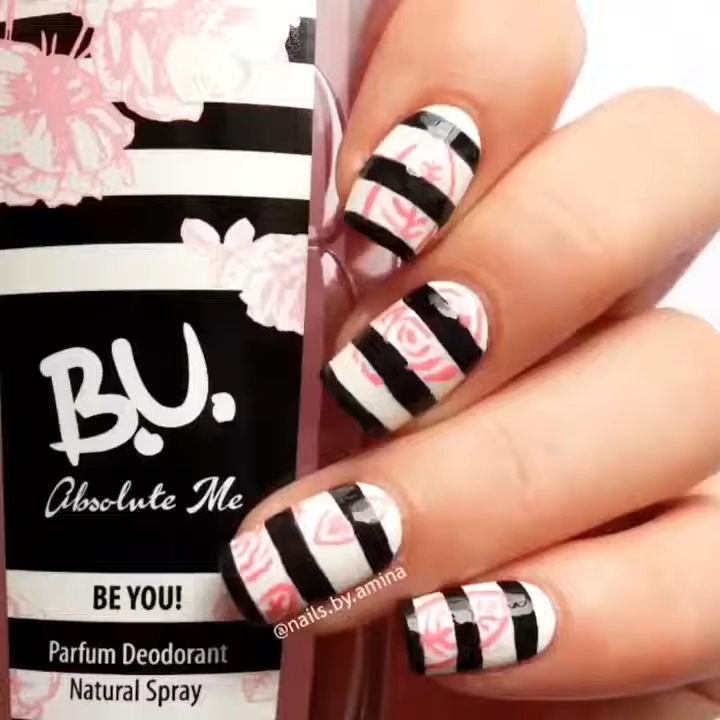 B.U.
Absolute Me
BE YOU!
Parfum Deodorant
Natural Spray
@nails.by.amina